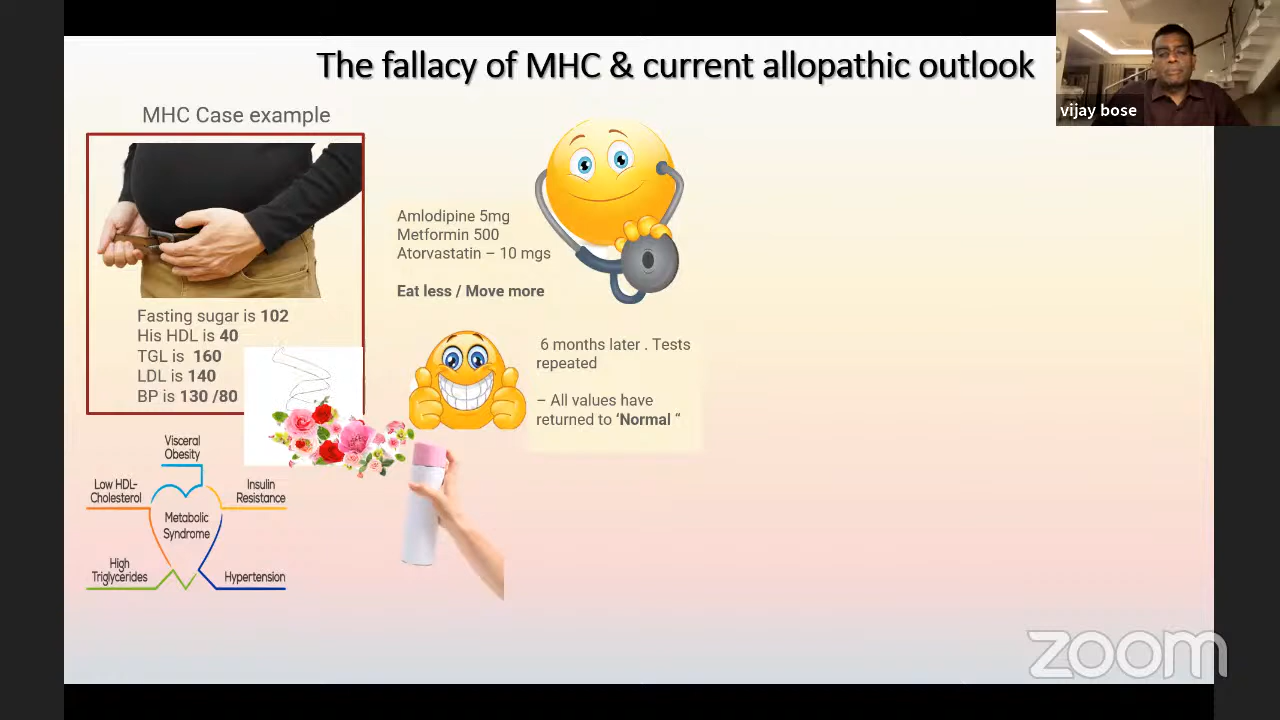 The fallacy of MHC & current allopathic outlook
vijay bose
MHC Case example
Fasting sugar is 102
His HDL is 40
TGL is 160
LDL is 140
BP is 130 /80
Amlodipine 5mg
Metformin 500
Atorvastatin – 10 mgs
Eat less / Move more
6 months later . Tests
repeated
– All values have
returned to ‘Normal “
Visceral
Obesity
Low HDL-
Cholesterol
Insulin
Resistance
Metabolic
Syndrome
High
Triglycerides
Hypertension
zoom